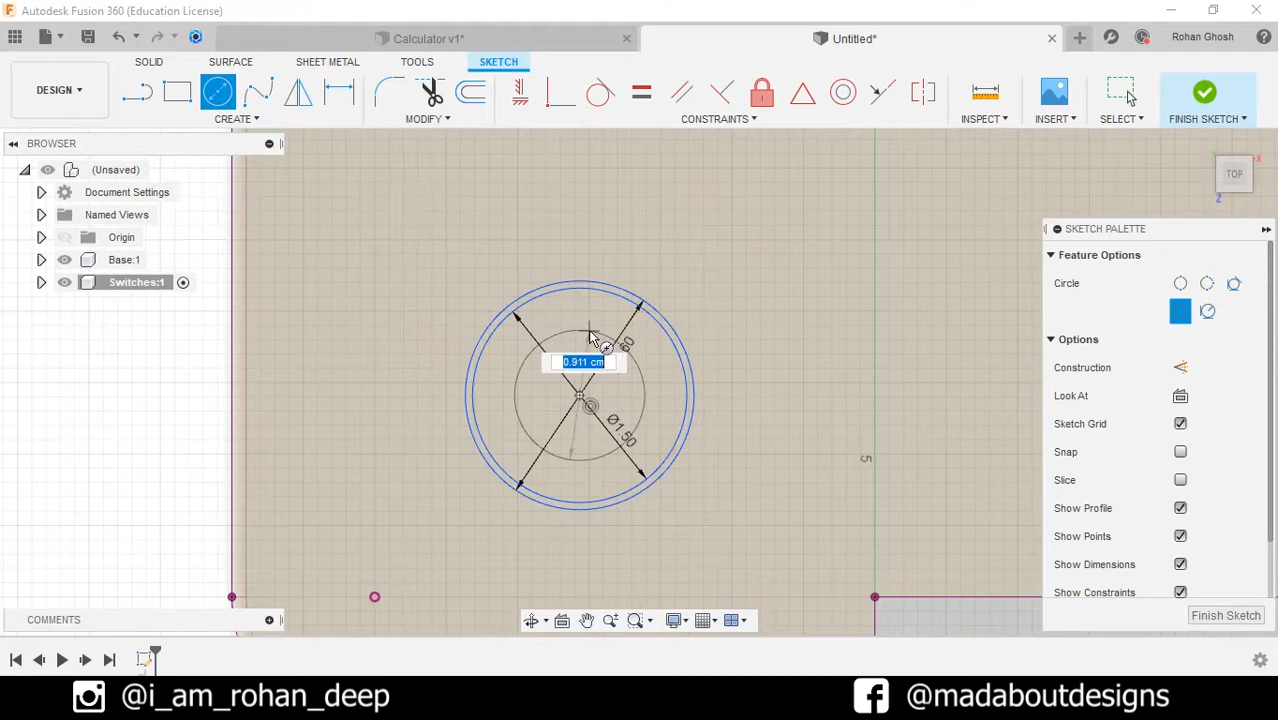 Autodesk Fusion 360 (Education License)
Calculator v1*
Untitled*
Rohan Ghosh
SOLID
SURFACE
SHEET METAL
TOOLS
SKETCH
DESIGN
CREATE
MODIFY
CONSTRAINTS
INSPECT
INSERT
SELECT
FINISH SKETCH
BROWSER
(Unsaved)
Document Settings
Named Views
Origin
Base:1
Switches:1
TOP
X
Z
SKETCH PALETTE
Feature Options
Circle
Options
Construction
Look At
Sketch Grid
Snap
Slice
Show Profile
Show Points
Show Dimensions
Show Constraints
Finish Sketch
60
0.911 cm
Ø1.50
5
COMMENTS
@i_am_rohan_deep
@madaboutdesigns